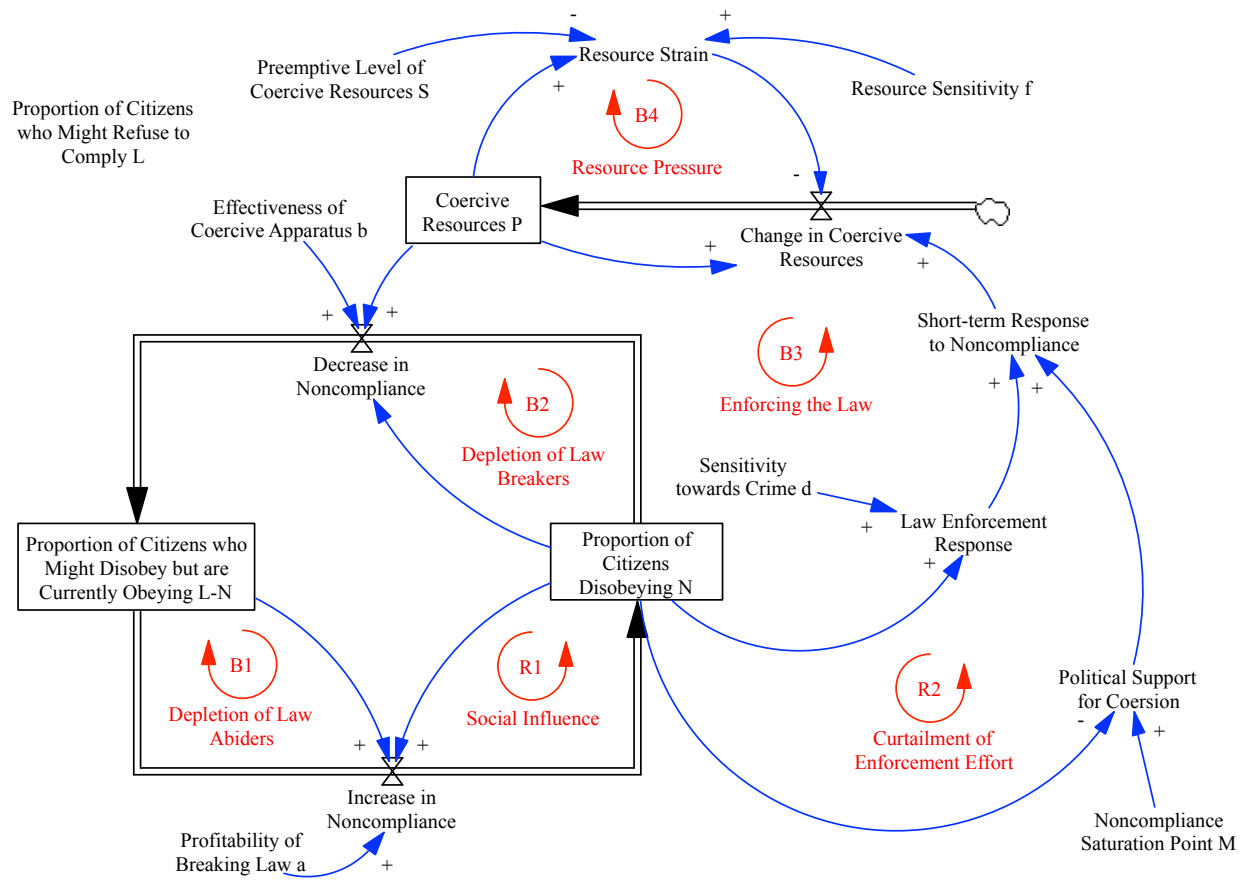 -
+
Resource Strain
Preemptive Level of
Coercive Resources S
+
+
Resource Sensitivity f
Proportion of Citizens
who Might Refuse to
Comply L
B4
Resource Pressure
-
Coercive
Resources P
Effectiveness of
Coercive Apparatus b
+
Change in Coercive
Resources
+
+
+
Short-term Response
to Noncompliance
Decrease in
Noncompliance
B3
Enforcing the Law
+
+
B2
Depletion of Law
Breakers
Sensitivity
towards Crime d
+
Law Enforcement
Response
+
Proportion of Citizens who
Might Disobey but are
Currently Obeying L-N
Proportion of
Citizens
Disobeying N
B1
Depletion of Law
Abiders
R1
Social Influence
R2
Curtailment of
Enforcement Effort
Political Support
for Coersion
-
+
+
+
Increase in
Noncompliance
Profitability of
Breaking Law a
+
Noncompliance
Saturation Point M